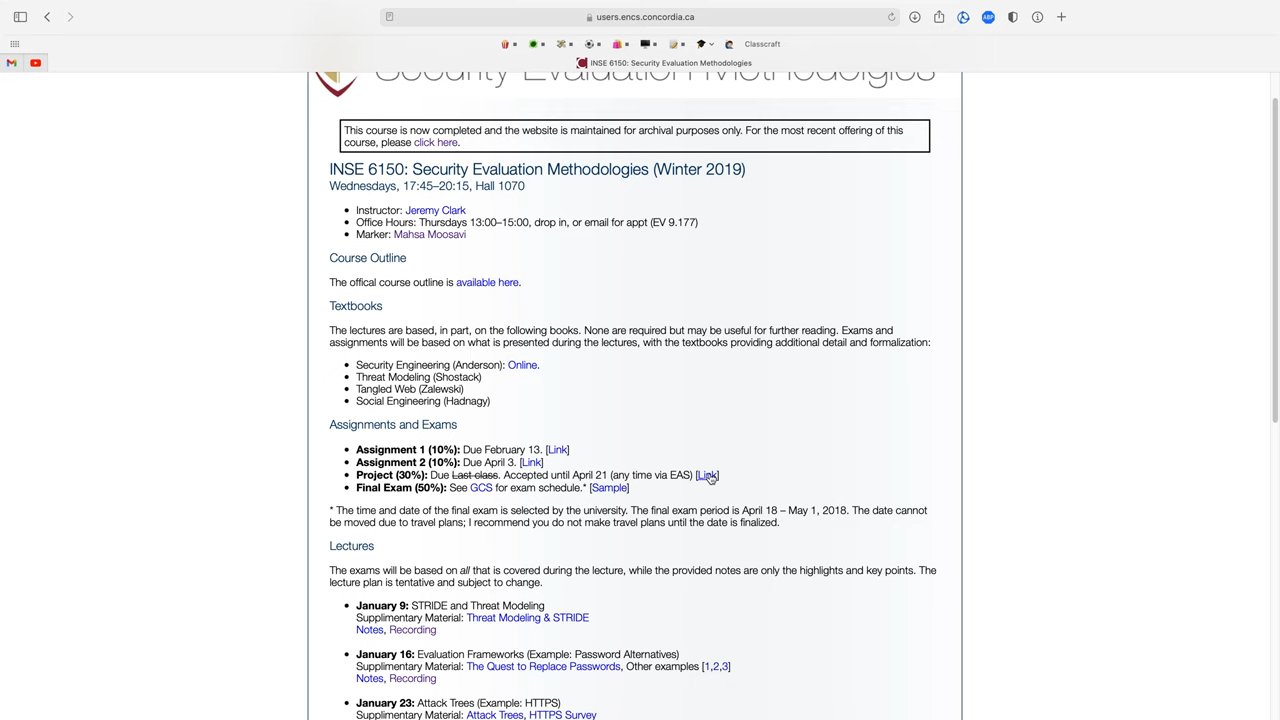 users.encs.concordia.ca
ABP
Classcraft
INSE 6150: Security Evaluation Methodologies
Security Evaluation Methodolgies
This course is now completed and the website is maintained for archival purposes only. For the most recent offering of this
course, please click here.
INSE 6150: Security Evaluation Methodologies (Winter 2019)
Wednesdays, 17:45–20:15, Hall 1070
• Instructor: Jeremy Clark
• Office Hours: Thursdays 13:00–15:00, drop in, or email for appt (EV 9.177)
• Marker: Mahsa Moosavi
Course Outline
The offical course outline is available here.
Textbooks
The lectures are based, in part, on the following books. None are required but may be useful for further reading. Exams and
assignments will be based on what is presented during the lectures, with the textbooks providing additional detail and formalization:
• Security Engineering (Anderson): Online.
• Threat Modeling (Shostack)
• Tangled Web (Zalewski)
• Social Engineering (Hadnagy)
Assignments and Exams
• Assignment 1 (10%): Due February 13. [Link]
• Assignment 2 (10%): Due April 3. [Link]
• Project (30%): Due Last class. Accepted until April 21 (any time via EAS) [Link]
• Final Exam (50%): See GCS for exam schedule.* [Sample]
* The time and date of the final exam is selected by the university. The final exam period is April 18 – May 1, 2018. The date cannot
be moved due to travel plans; I recommend you do not make travel plans until the date is finalized.
Lectures
The exams will be based on all that is covered during the lecture, while the provided notes are only the highlights and key points. The
lecture plan is tentative and subject to change.
• January 9: STRIDE and Threat Modeling
Supplimentary Material: Threat Modeling & STRIDE
Notes, Recording
• January 16: Evaluation Frameworks (Example: Password Alternatives)
Supplimentary Material: The Quest to Replace Passwords, Other examples [1,2,3]
Notes, Recording
• January 23: Attack Trees (Example: HTTPS)
Supplimentary Material: Attack Trees, HTTPS Survey